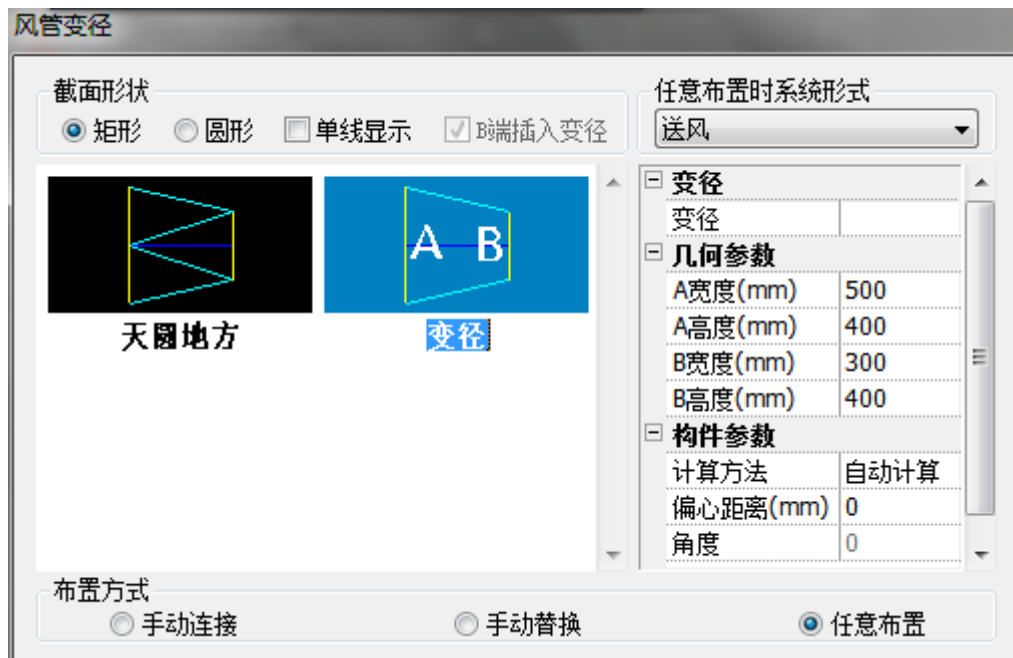 风管变径
截面形状
矩形 圆形 单线显示 B端插入变径
任意布置时系统形式
送风
A B
天圆地方 变径
变径
变径
几何参数
A宽度(mm) 500
A高度(mm) 400
B宽度(mm) 300
B高度(mm) 400
构件参数
计算方法 自动计算
偏心距离(mm) 0
角度 0
布置方式
手动连接 手动替换 任意布置